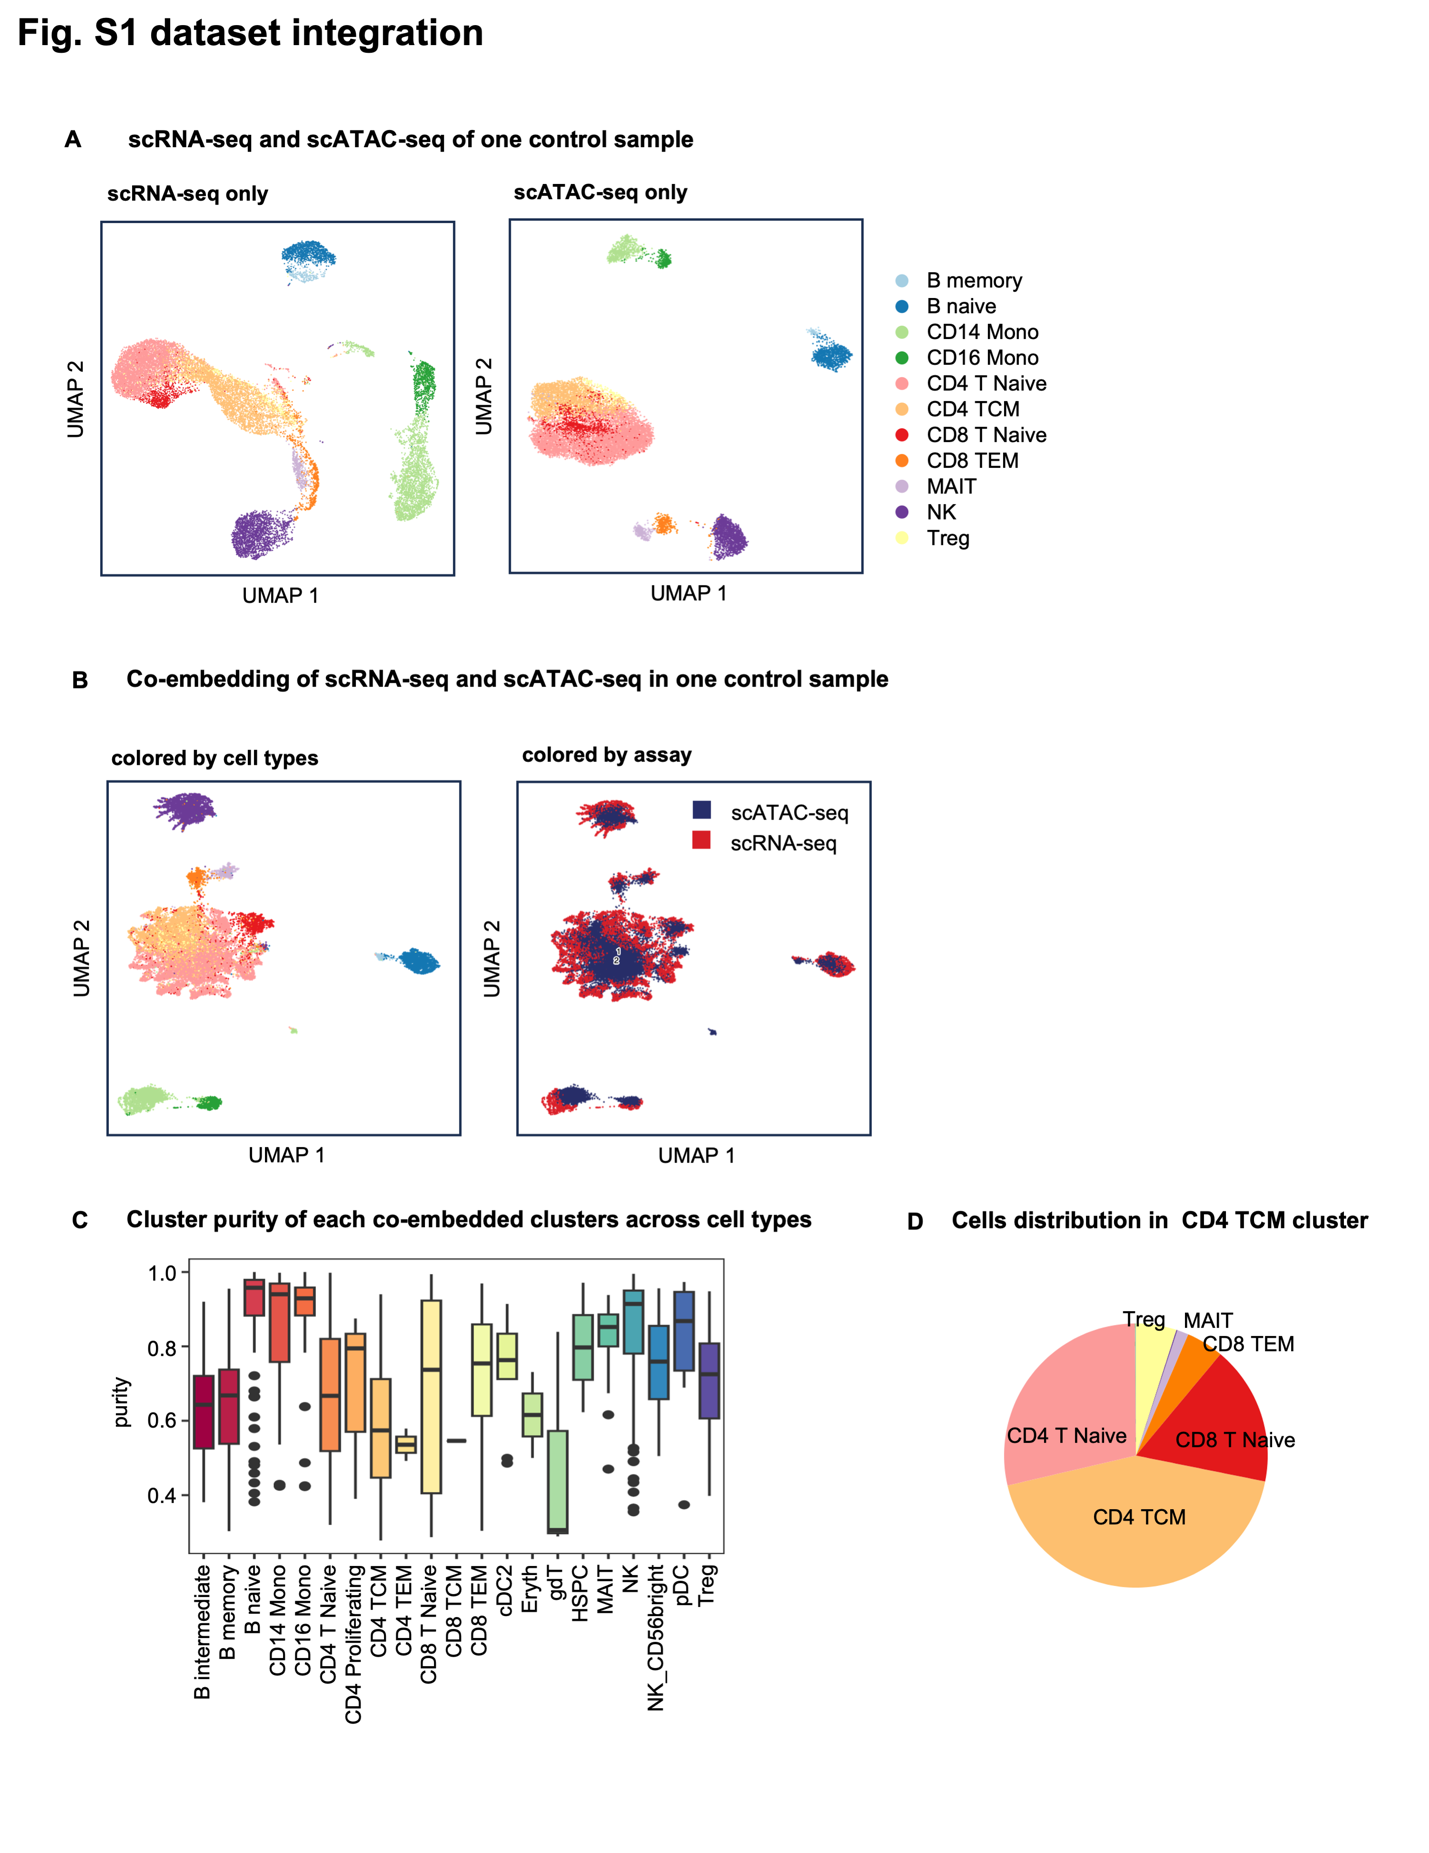 Fig. S1 dataset integration
A scRNA-seq and scATAC-seq of one control sample
scRNA-seq only
scATAC-seq only
UMAP 2
UMAP 1
UMAP 2
UMAP 1
B memory
B naive
CD14 Mono
CD16 Mono
CD4 T Naive
CD4 TCM
CD8 T Naive
CD8 TEM
MAIT
NK
Treg
B Co-embedding of scRNA-seq and scATAC-seq in one control sample
colored by cell types
colored by assay
UMAP 2
UMAP 1
UMAP 2
UMAP 1
scATAC-seq
scRNA-seq
1
2
C Cluster purity of each co-embedded clusters across cell types
purity
1.0
0.8
0.6
0.4
B intermediate
B memory
B naive
CD14 Mono
CD16 Mono
CD4 T Naive
CD4 Proliferating
CD4 TCM
CD4 TEM
CD8 T Naive
CD8 TCM
CD8 TEM
cDC2
Eryth
gdT
HSPC
MAIT
NK
NK_CD56bright
pDC
Treg
D Cells distribution in CD4 TCM cluster
Treg
MAIT
CD8 TEM
CD8 T Naive
CD4 T Naive
CD4 TCM